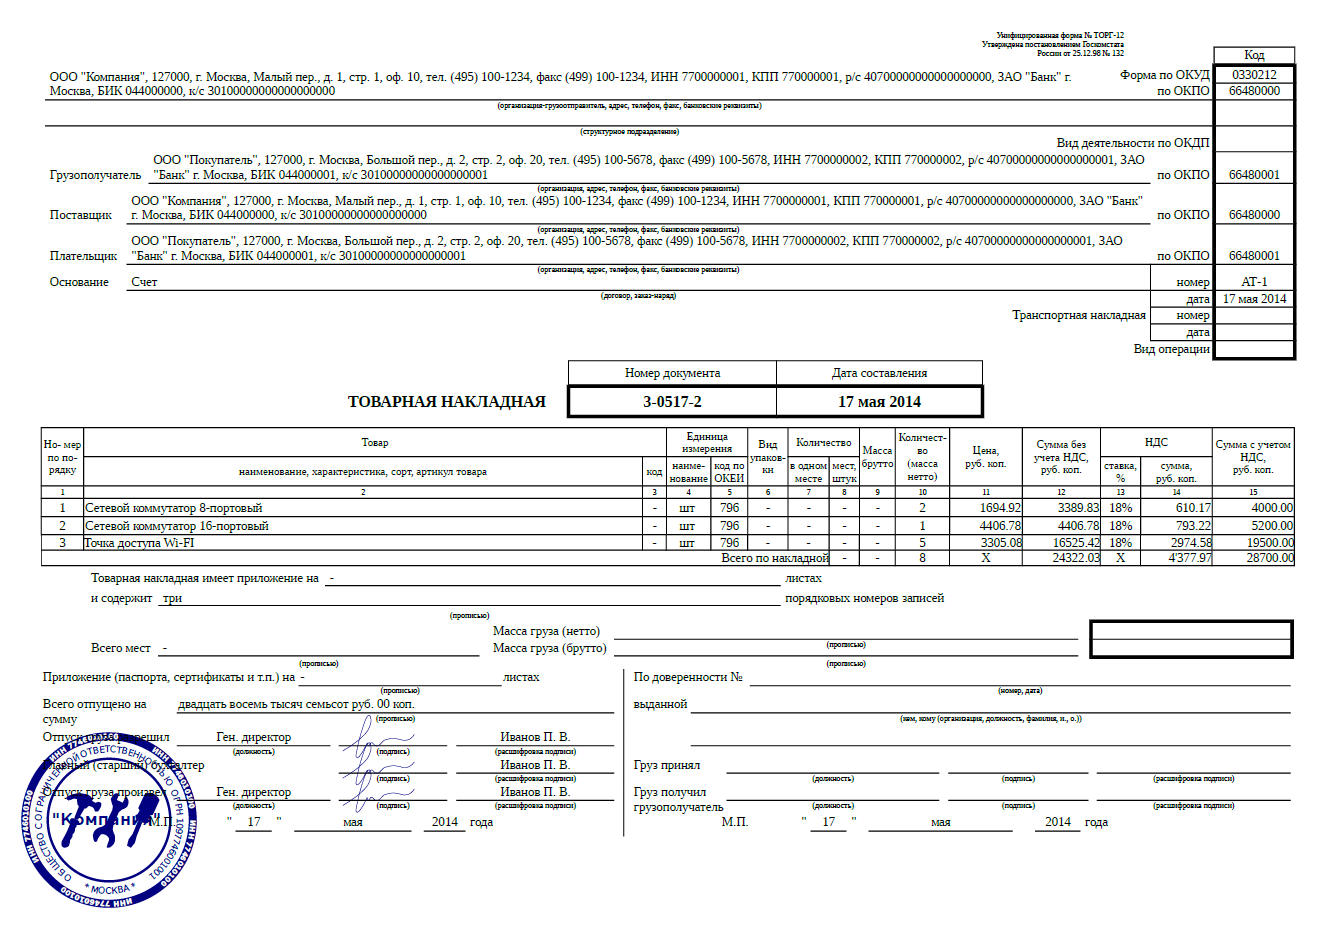 Унифицированная форма № ТОРГ-12
Утверждена постановлением Госкомстата
России от 25.12.98 № 132
Код
Форма по ОКУД 0330212
ООО "Компания", 127000, г. Москва, Малый пер., д. 1, стр. 1, оф. 10, тел. (495) 100-1234, факс (499) 100-1234, ИНН 7700000001, КПП 770000001, р/с 40700000000000000000, ЗАО "Банк" г.
Москва, БИК 044000000, к/с 30100000000000000000
по ОКПО 66480000
(организация-грузоотправитель, адрес, телефон, факс, банковские реквизиты)
(структурное подразделение)
Вид деятельности по ОКДП
ООО "Покупатель", 127000, г. Москва, Большой пер., д. 2, стр. 2, оф. 20, тел. (495) 100-5678, факс (499) 100-5678, ИНН 7700000002, КПП 770000002, р/с 40700000000000000001, ЗАО
Грузополучатель "Банк" г. Москва, БИК 044000001, к/с 30100000000000000001 по ОКПО 66480001
(организация, адрес, телефон, факс, банковские реквизиты)
ООО "Компания", 127000, г. Москва, Малый пер., д. 1, стр. 1, оф. 10, тел. (495) 100-1234, факс (499) 100-1234, ИНН 7700000001, КПП 770000001, р/с 40700000000000000000, ЗАО "Банк"
Поставщик г. Москва, БИК 044000000, к/с 30100000000000000000 по ОКПО 66480000
(организация, адрес, телефон, факс, банковские реквизиты)
ООО "Покупатель", 127000, г. Москва, Большой пер., д. 2, стр. 2, оф. 20, тел. (495) 100-5678, факс (499) 100-5678, ИНН 7700000002, КПП 770000002, р/с 40700000000000000001, ЗАО
Плательщик "Банк" г. Москва, БИК 044000001, к/с 30100000000000000001 по ОКПО 66480001
(организация, адрес, телефон, факс, банковские реквизиты)
Основание Счет номер АТ-1
(договор, заказ-наряд)
дата 17 мая 2014
Транспортная накладная номер
дата
Вид операции
Номер документа Дата составления
ТОВАРНАЯ НАКЛАДНАЯ 3-0517-2 17 мая 2014
Но- мер по по- рядку Товар Единица измерения Вид упаков- ки Количество Масса брутто Количест- во (масса нетто) Цена, руб. коп. Сумма без учета НДС, руб. коп. НДС Сумма с учетом НДС, руб. коп.
наименование, характеристика, сорт, артикул товара код наиме- нование код по ОКЕИ в одном месте мест, штук ставка, % сумма, руб. коп.
1 2 3 4 5 6 7 8 9 10 11 12 13 14 15
1 Сетевой коммутатор 8-портовый - шт 796 - - - - 2 1694.92 3389.83 18% 610.17 4000.00
2 Сетевой коммутатор 16-портовый - шт 796 - - - - 1 4406.78 4406.78 18% 793.22 5200.00
3 Точка доступа Wi-FI - шт 796 - - - - 5 3305.08 16525.42 18% 2974.58 19500.00
Всего по накладной - - 8 X 24322.03 X 4'377.97 28700.00
Товарная накладная имеет приложение на - листах
и содержит три порядковых номеров записей
(прописью)
Масса груза (нетто)
(прописью)
Всего мест - Масса груза (брутто)
(прописью) (прописью)
Приложение (паспорта, сертификаты и т.п.) на - листах По доверенности №
(прописью) (номер, дата)
Всего отпущено на сумму двадцать восемь тысяч семьсот руб. 00 коп. выданной
(прописью) (кем, кому (организация, должность, фамилия, и., о.))
Отпуск груза разрешил Ген. директор Иванов П. В.
(должность) (подпись) (расшифровка подписи)
Главный (старший) бухгалтер Иванов П. В. Груз принял
(подпись) (расшифровка подписи) (должность) (подпись) (расшифровка подписи)
Отпуск груза произвел Ген. директор Иванов П. В. Груз получил грузополучатель
(должность) (подпись) (расшифровка подписи) (должность) (подпись) (расшифровка подписи)
М.П. " 17 " мая 2014 года М.П. " 17 " мая 2014 года
ОБЩЕСТВО С ОГРАНИЧЕННОЙ ОТВЕТСТВЕННОСТЬЮ ОГРН 1097746001001
"Компания"
* МОСКВА *
ИНН 7746010100 ИНН 7746010100 ИНН 7746010100 ИНН 7746010100 ИНН 7746010100 ИНН 7746010100